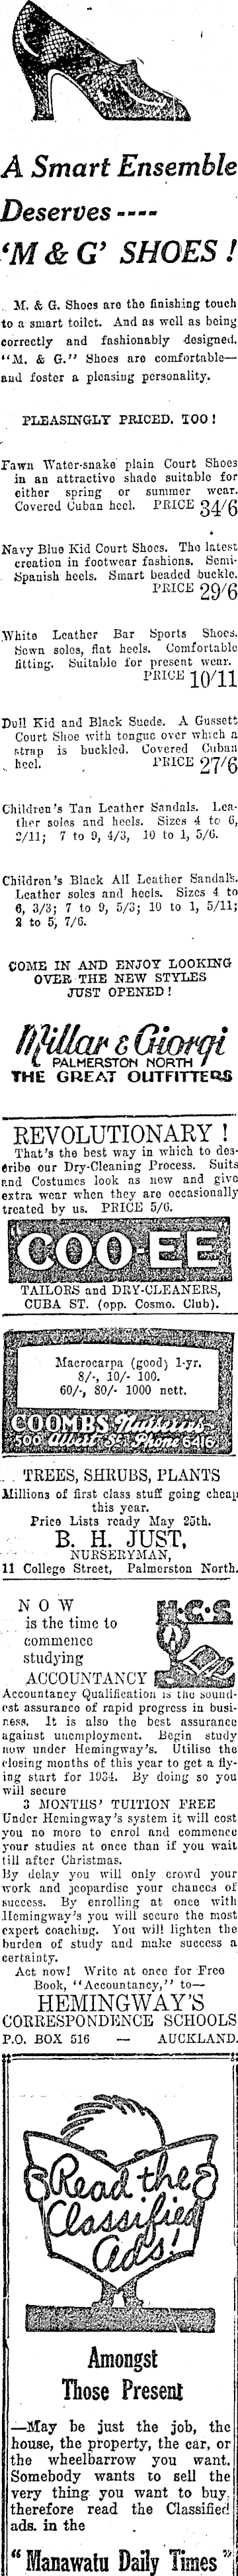 A Smart Ensemble
Deserves ----
'M & G' SHOES !
M. & G. Shoes are the finishing touch
to a smart toilet. And as well as being
correctly and fashionably designed,
"M. & G." Shoes are comfortable—
and foster a pleasing personality.
PLEASINGLY PRICED, TOO !
Fawn Water-snake plain Court Shoes
in an attractive shade suitable for
either spring or summer wear.
Covered Cuban heel. PRICE 34/6
Navy Blue Kid Court Shoes. The latest
creation in footwear fashions. Semi-
Spanish heels. Smart beaded buckle.
PRICE 29/6
White Leather Bar Sports Shoes.
Sewn soles, flat heels. Comfortable
fitting. Suitable for present wear.
PRICE 10/11
Dull Kid and Black Suede. A Gussett
Court Shoe with tongue over which a
strap is buckled. Covered Cuban
heel. PRICE 27/6
Children's Tan Leather Sandals. Lea-
ther soles and heels. Sizes 4 to 6,
2/11; 7 to 9, 4/3, 10 to 1, 5/6.
Children's Black All Leather Sandals.
Leather soles and heels. Sizes 4 to
6, 3/3; 7 to 9, 5/3; 10 to 1, 5/11;
2 to 5, 7/6.
COME IN AND ENJOY LOOKING
OVER THE NEW STYLES
JUST OPENED !
Millar & Giorgi
PALMERSTON NORTH
THE GREAT OUTFITTERS
REVOLUTIONARY !
That's the best way in which to des-
cribe our Dry-Cleaning Process. Suits
and Costumes look as new and give
extra wear when they are occasionally
treated by us. PRICE 5/6.
COO-EE
TAILORS and DRY-CLEANERS,
CUBA ST. (opp. Cosmo. Club).
Macrocarpa (good) 1-yr.
8/-, 10/- 100.
60/-, 80/- 1000 nett.
COOMBS Nurseries
500 Albert St. Phone 6416
TREES, SHRUBS, PLANTS
Millions of first class stuff going cheap
this year.
Price Lists ready May 25th.
B. H. JUST,
NURSERYMAN,
11 College Street, Palmerston North.
H.C.S
NOW
is the time to
commence
studying
ACCOUNTANCY
Accountancy Qualification is the sound-
est assurance of rapid progress in busi-
ness. It is also the best assurance
against unemployment. Begin study
now under Hemingway's. Utilise the
closing months of this year to get a fly-
ing start for 1934. By doing so you
will secure
3 MONTHS' TUITION FREE
Under Hemingway's system it will cost
you no more to enrol and commence
your studies at once than if you wait
till after Christmas.
By delay you will only crowd your
work and jeopardise your chances of
success. By enrolling at once with
Hemingway's you will secure the most
expert coaching. You will lighten the
burden of study and make success a
certainty.
Act now! Write at once for Free
Book, "Accountancy," to—
HEMINGWAY'S
CORRESPONDENCE SCHOOLS
P.O. BOX 516 — AUCKLAND.
Read the
Classified
Ads!
Amongst
Those Present
—May be just the job, the
house, the property, the car, or
the wheelbarrow you want.
Somebody wants to sell the
very thing you want to buy,
therefore read the Classified
ads. in the
"Manawatu Daily Times"